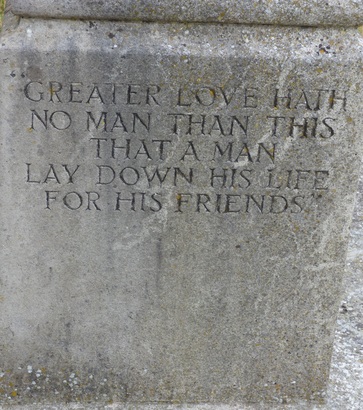 GREATER LOVE HATH
NO MAN THAN THIS
THAT A MAN
LAY DOWN HIS LIFE
FOR HIS FRIENDS"